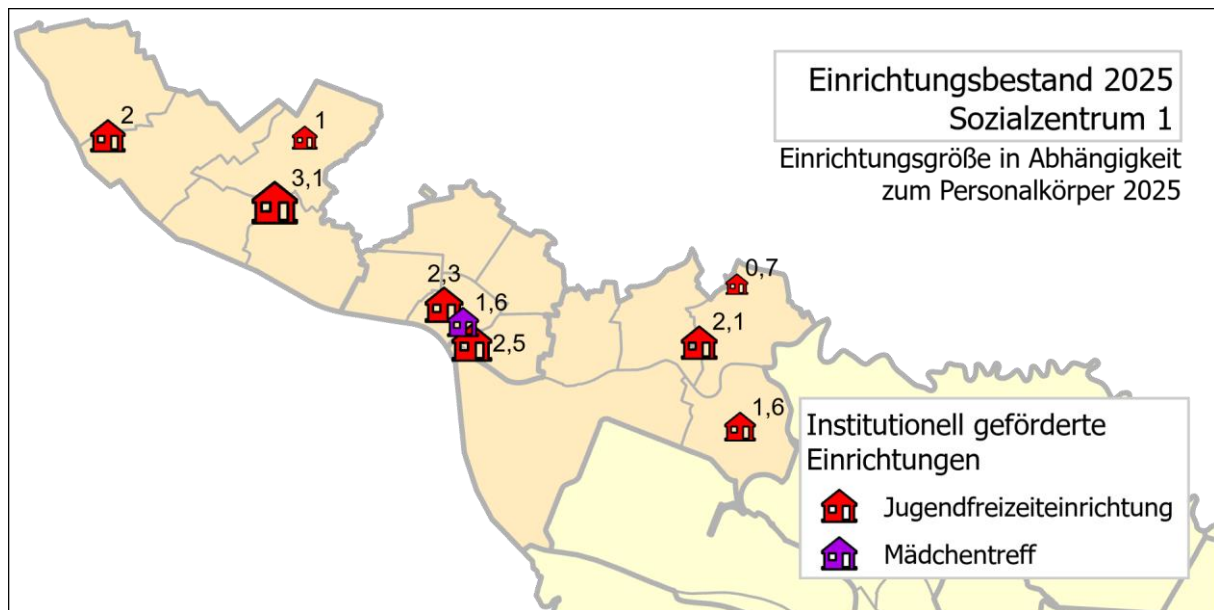 Einrichtungsbestand 2025
Sozialzentrum 1
Einrichtungsgröße in Abhängigkeit
zum Personalkörper 2025
2
1
3,1
2,3
1,6
2,5
0,7
2,1
1,6
Institutionell geförderte
Einrichtungen
Jugendfreizeiteinrichtung
Mädchentreff